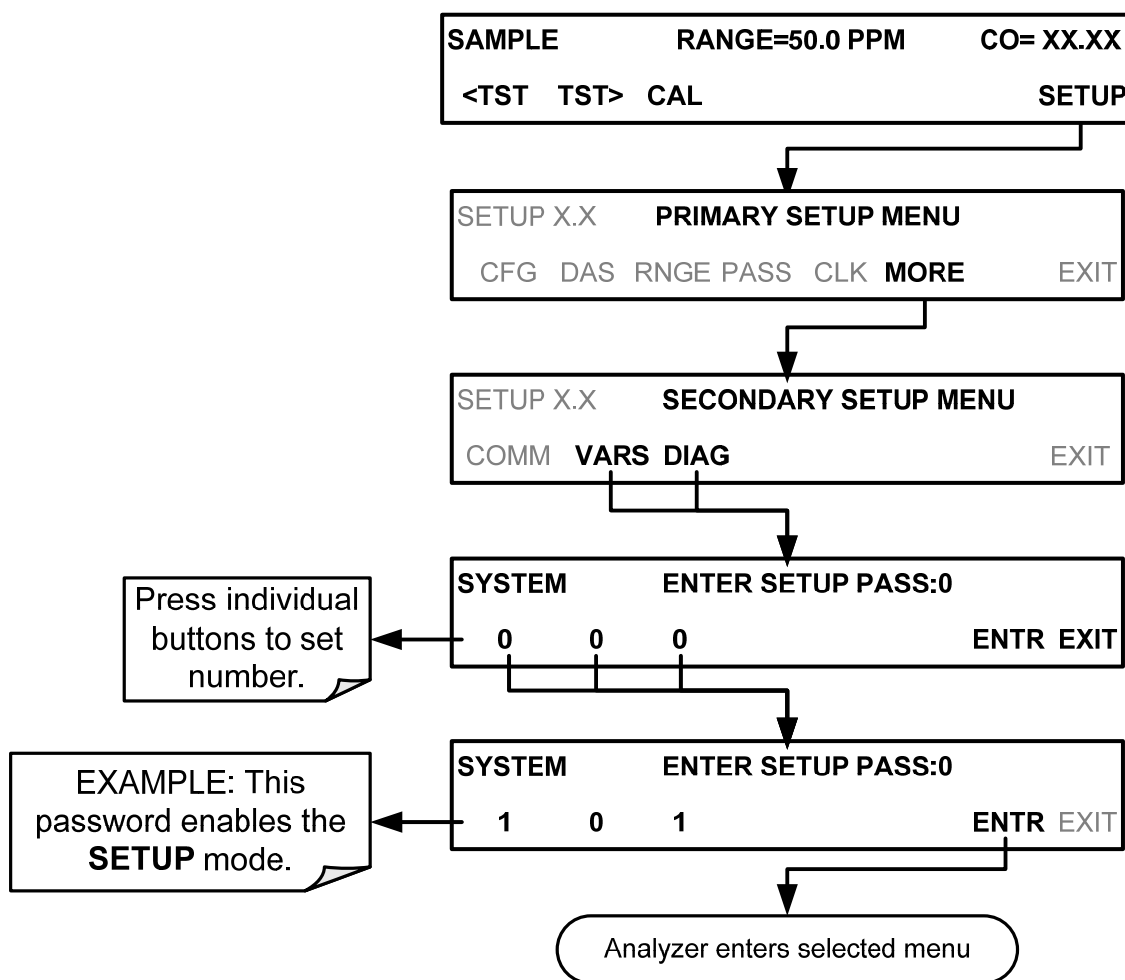 SAMPLE RANGE=50.0 PPM CO= XX.XX
<TST TST> CAL SETUP
SETUP X.X PRIMARY SETUP MENU
CFG DAS RNGE PASS CLK MORE EXIT
SETUP X.X SECONDARY SETUP MENU
COMM VARS DIAG EXIT
SYSTEM ENTER SETUP PASS:0
0 0 0 ENTR EXIT
Press individual
buttons to set
number.
SYSTEM ENTER SETUP PASS:0
1 0 1 ENTR EXIT
EXAMPLE: This
password enables the
SETUP mode.
Analyzer enters selected menu